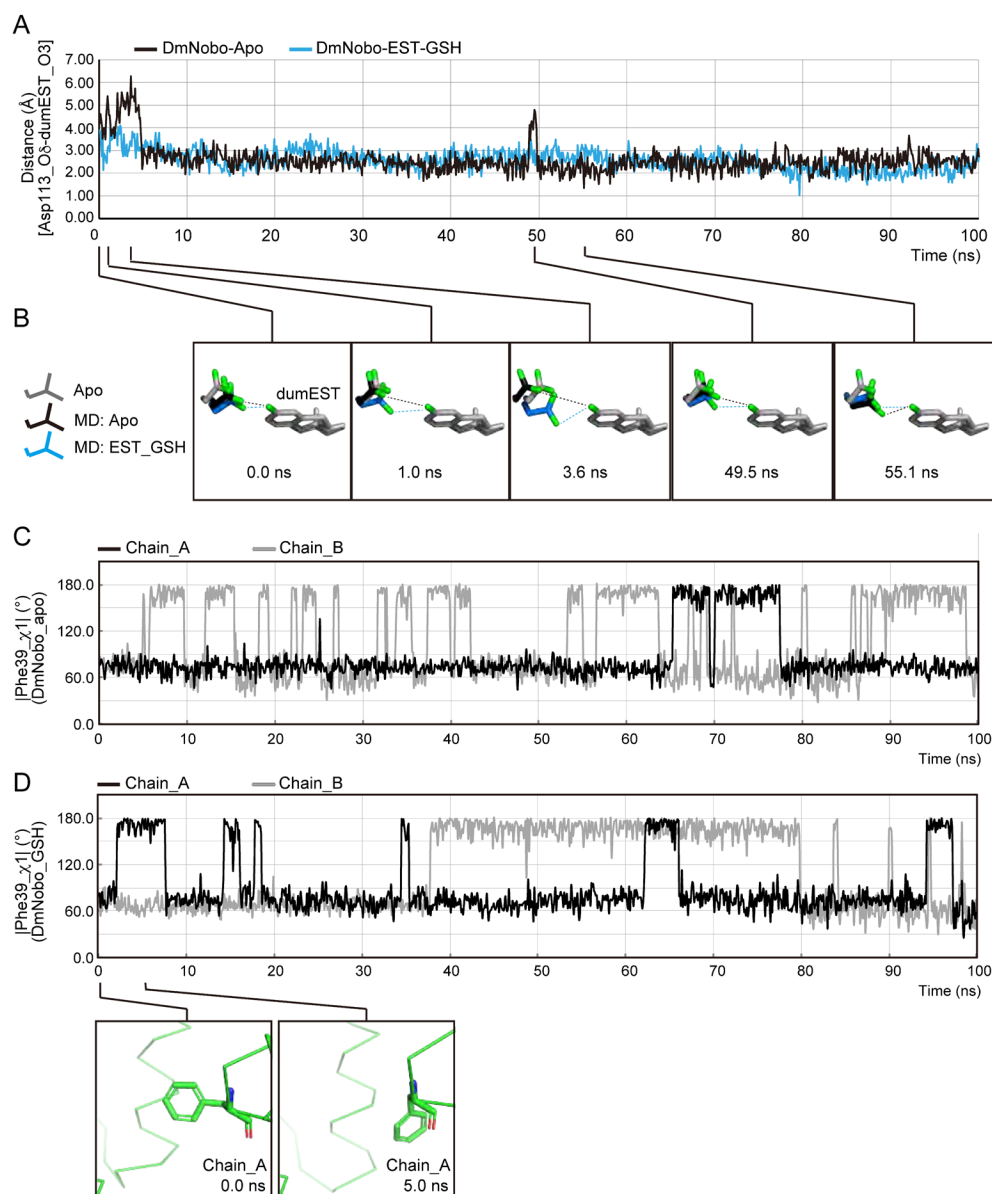 A
DmNobo-Apo DmNobo-EST-GSH
Distance (Å)
[Asp113_Oδ-dumEST_O3]
7.00
6.00
5.00
4.00
3.00
2.00
1.00
0.00
0 10 20 30 40 50 60 70 80 90 100
Time (ns)
B
Apo
MD: Apo
MD: EST_GSH
dumEST
0.0 ns 1.0 ns 3.6 ns 49.5 ns 55.1 ns
C
Chain_A Chain_B
|Phe39_χ1| (°)
(DmNobo_apo)
180.0
120.0
60.0
0.0
0 10 20 30 40 50 60 70 80 90 100
Time (ns)
D
Chain_A Chain_B
|Phe39_χ1| (°)
(DmNobo_GSH)
180.0
120.0
60.0
0.0
0 10 20 30 40 50 60 70 80 90 100
Time (ns)
Chain_A
0.0 ns
Chain_A
5.0 ns